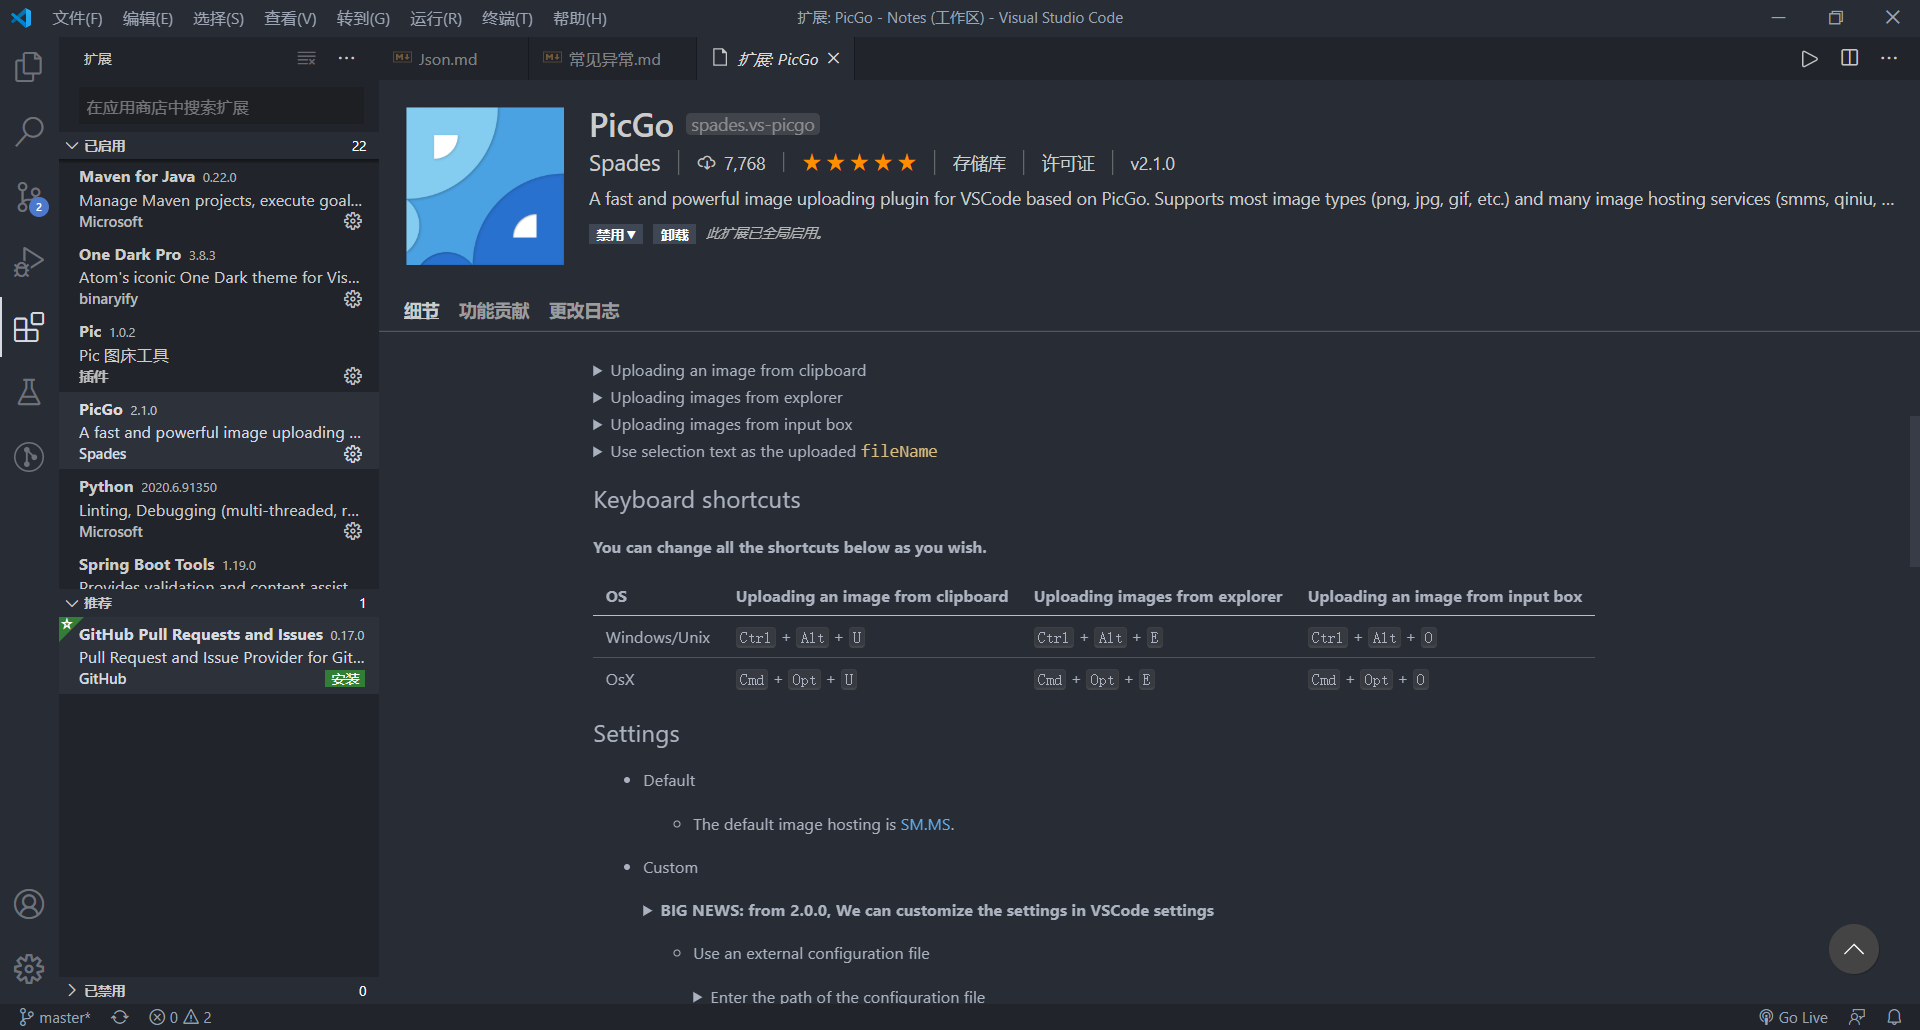 文件(F) 编辑(E) 选择(S) 查看(V) 转到(G) 运行(R) 终端(T) 帮助(H) 扩展: PicGo - Notes (工作区) - Visual Studio Code
扩展
Json.md 常见异常.md 扩展: PicGo
在应用商店中搜索扩展
已启用 22
Maven for Java 0.22.0
Manage Maven projects, execute goal...
Microsoft
One Dark Pro 3.8.3
Atom's iconic One Dark theme for Vis...
binaryify
Pic 1.0.2
Pic 图床工具
插件
PicGo 2.1.0
A fast and powerful image uploading ...
Spades
Python 2020.6.91350
Linting, Debugging (multi-threaded, r...
Microsoft
Spring Boot Tools 1.19.0
Provides validation and content assist
推荐 1
GitHub Pull Requests and Issues 0.17.0
Pull Request and Issue Provider for Git...
GitHub 安装
已禁用 0
2
PicGo spades.vs-picgo
Spades 7,768 ★★★★★ 存储库 许可证 v2.1.0
A fast and powerful image uploading plugin for VSCode based on PicGo. Supports most image types (png, jpg, gif, etc.) and many image hosting services (smms, qiniu, ...
禁用▼ 卸载 此扩展已全局启用。
细节 功能贡献 更改日志
▶ Uploading an image from clipboard
▶ Uploading images from explorer
▶ Uploading images from input box
▶ Use selection text as the uploaded fileName
Keyboard shortcuts
You can change all the shortcuts below as you wish.
OS Uploading an image from clipboard Uploading images from explorer Uploading an image from input box
Windows/Unix Ctrl + Alt + U Ctrl + Alt + E Ctrl + Alt + O
OsX Cmd + Opt + U Cmd + Opt + E Cmd + Opt + O
Settings
• Default
◦ The default image hosting is SM.MS.
• Custom
▶ BIG NEWS: from 2.0.0, We can customize the settings in VSCode settings
◦ Use an external configuration file
▶ Enter the path of the configuration file
master* 0 2 Go Live